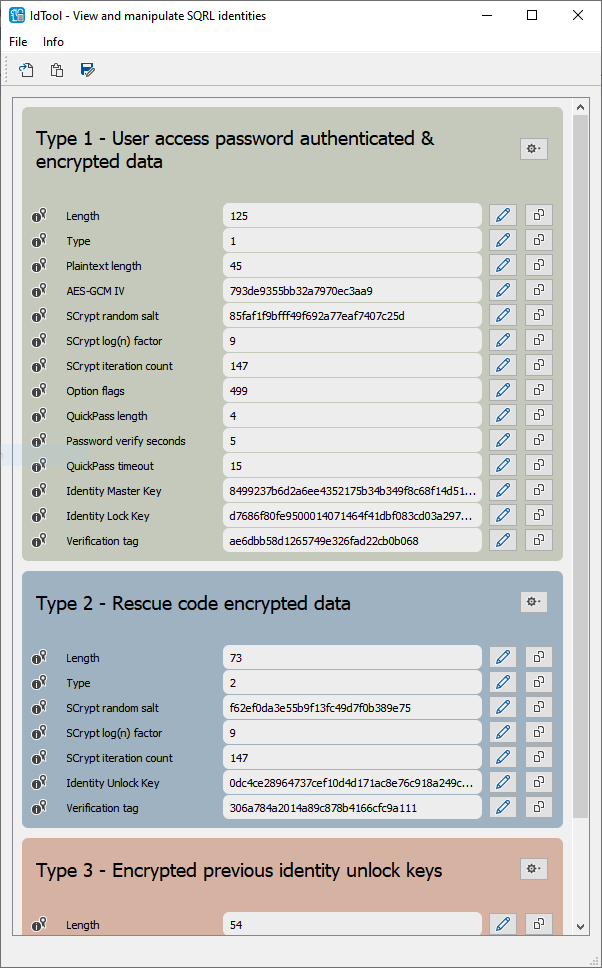 IdTool - View and manipulate SQRL identities
File Info
Type 1 - User access password authenticated &
encrypted data
Length 125
Type 1
Plaintext length 45
AES-GCM IV 793de9355bb32a7970ec3aa9
SCrypt random salt 85faf1f9bfff49f692a77eaf7407c25d
SCrypt log(n) factor 9
SCrypt iteration count 147
Option flags 499
QuickPass length 4
Password verify seconds 5
QuickPass timeout 15
Identity Master Key 8499237b6d2a6ee4352175b34b349f8c68f14d51...
Identity Lock Key d7686f80fe9500014071464f41dbf083cd03a297...
Verification tag ae6dbb58d1265749e326fad22cb0b068
Type 2 - Rescue code encrypted data
Length 73
Type 2
SCrypt random salt f62ef0da3e55b9f13fc49d7f0b389e75
SCrypt log(n) factor 9
SCrypt iteration count 147
Identity Unlock Key 0dc4ce28964737cef10d4d171ac8e76c918a249c...
Verification tag 306a784a2014a89c878b4166cfc9a111
Type 3 - Encrypted previous identity unlock keys
Length 54